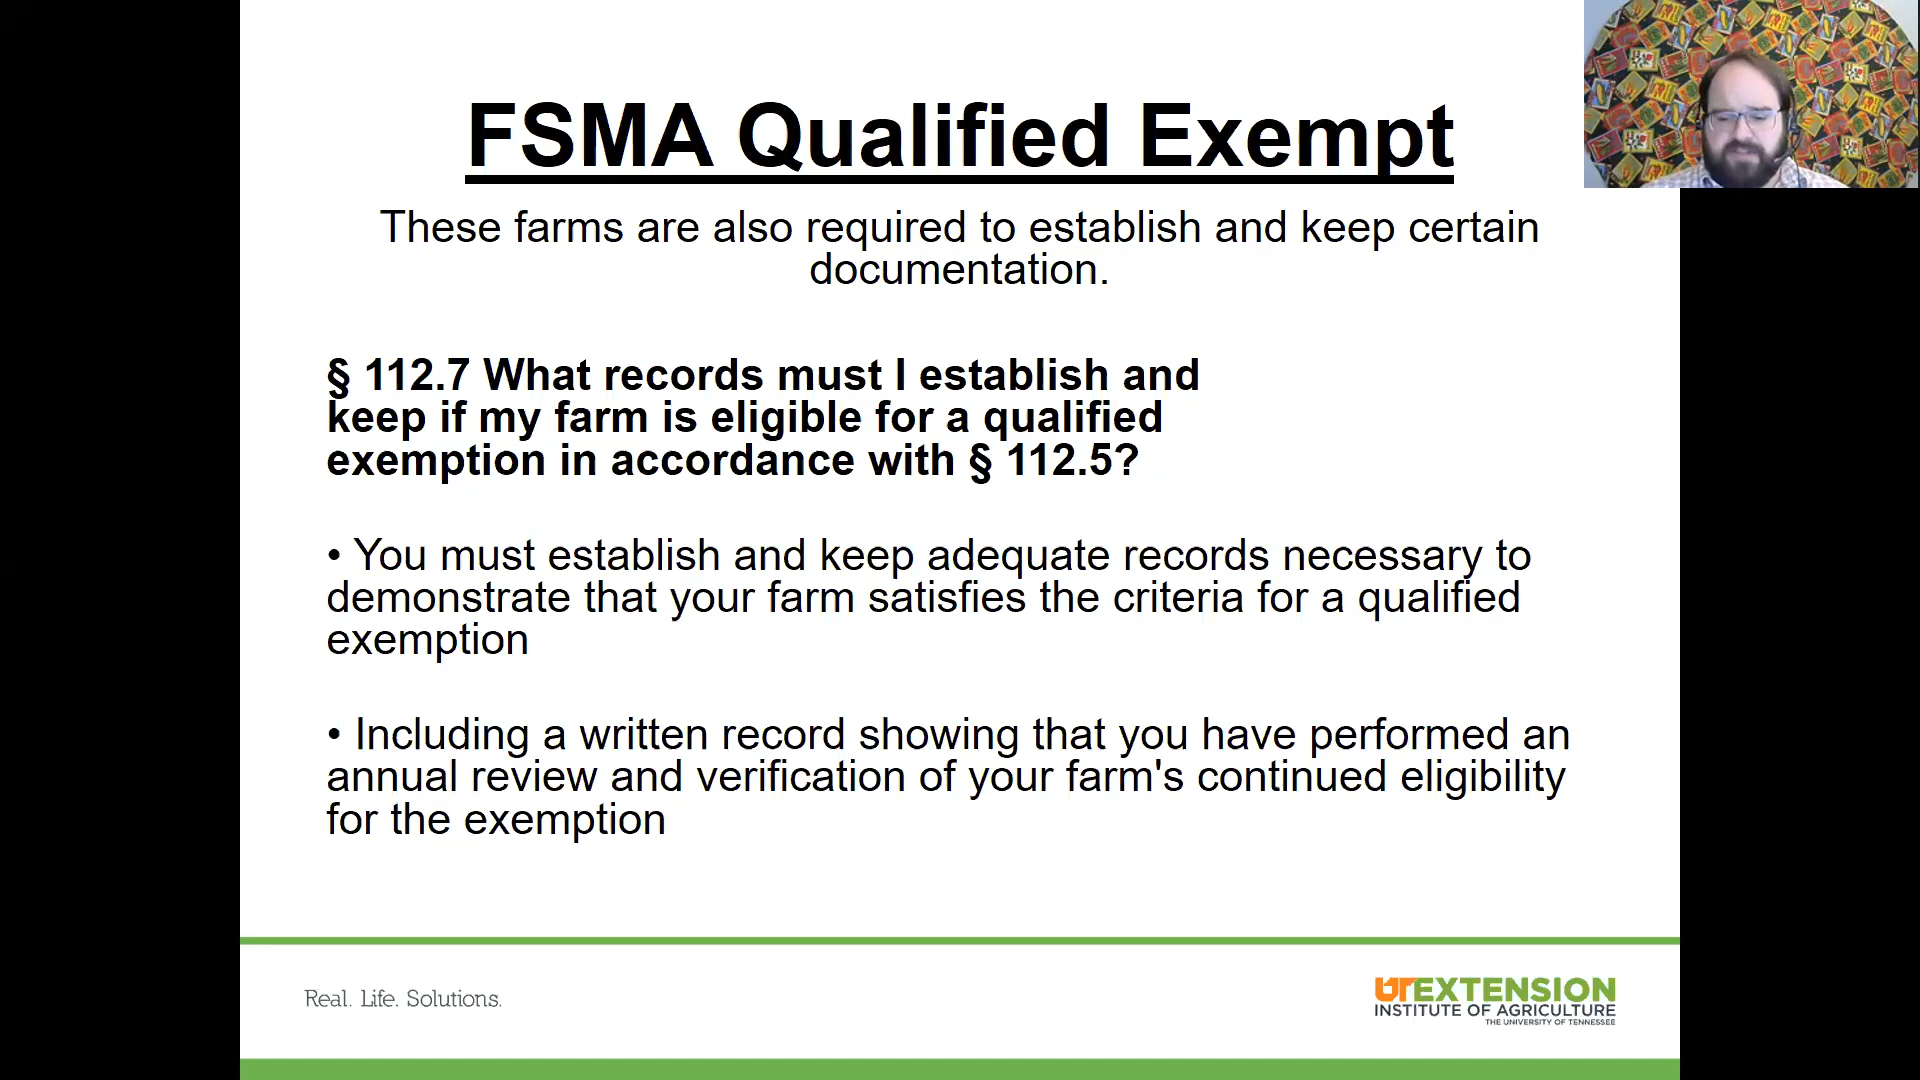 FSMA Qualified Exempt
These farms are also required to establish and keep certain
documentation.
§ 112.7 What records must I establish and
keep if my farm is eligible for a qualified
exemption in accordance with § 112.5?
• You must establish and keep adequate records necessary to
demonstrate that your farm satisfies the criteria for a qualified
exemption
• Including a written record showing that you have performed an
annual review and verification of your farm's continued eligibility
for the exemption
Real. Life. Solutions.
UTEXTENSION
INSTITUTE OF AGRICULTURE
THE UNIVERSITY OF TENNESSEE